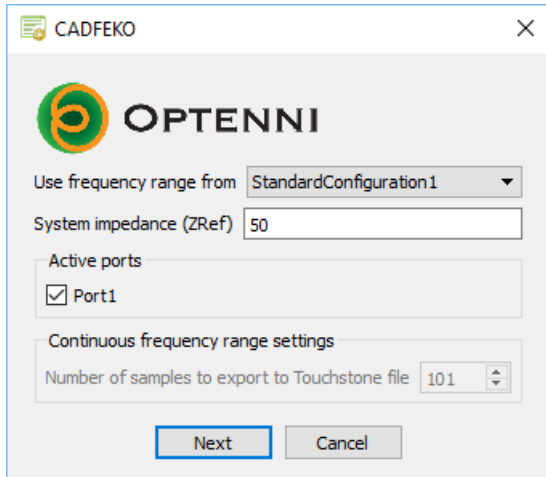 CADFEKO
OPTENNI
Use frequency range from StandardConfiguration1
System impedance (ZRef) 50
Active ports
Port1
Continuous frequency range settings
Number of samples to export to Touchstone file 101
Next Cancel